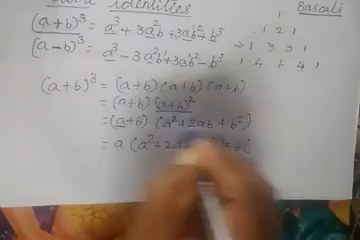 Identities
(a+b)³ = a³ + 3a²b + 3ab² + b³
(a-b)³ = a³ - 3a²b + 3ab² - b³
Bascals
1
1 2 1
→ 1 3 3 1
1 4 6 4 1
(a+b)³ = (a+b) (a+b) (a+b)
= (a+b) (a+b)²
= (a+b) (a²+2ab+b²)
= a (a²+2a